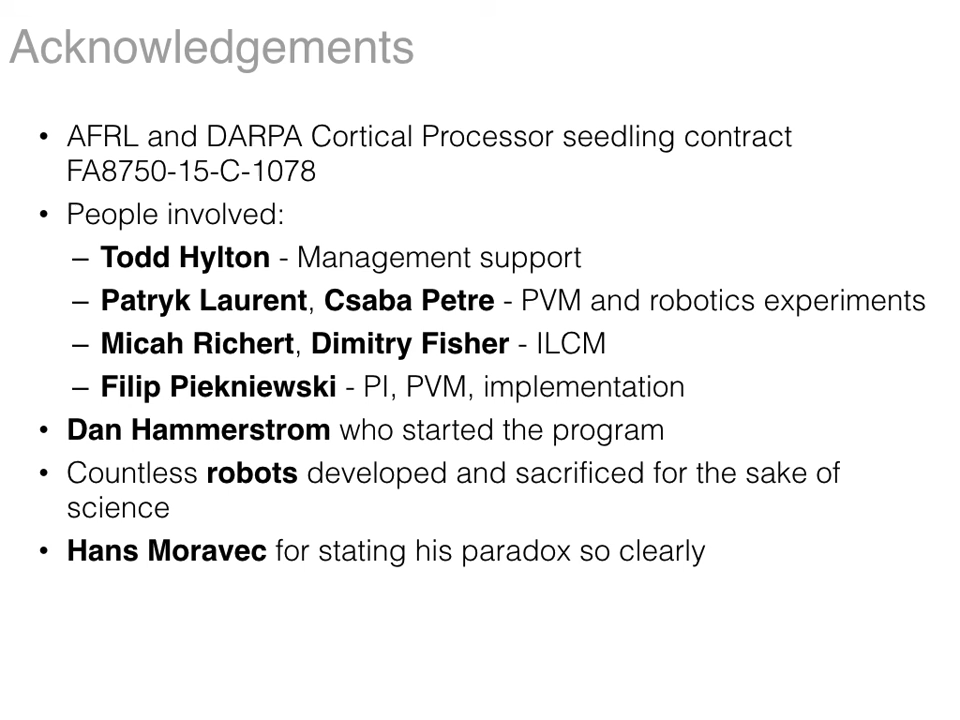 Acknowledgements
• AFRL and DARPA Cortical Processor seedling contract
FA8750-15-C-1078
• People involved:
– Todd Hylton - Management support
– Patryk Laurent, Csaba Petre - PVM and robotics experiments
– Micah Richert, Dimitry Fisher - ILCM
– Filip Piekniewski - PI, PVM, implementation
• Dan Hammerstrom who started the program
• Countless robots developed and sacrificed for the sake of
science
• Hans Moravec for stating his paradox so clearly